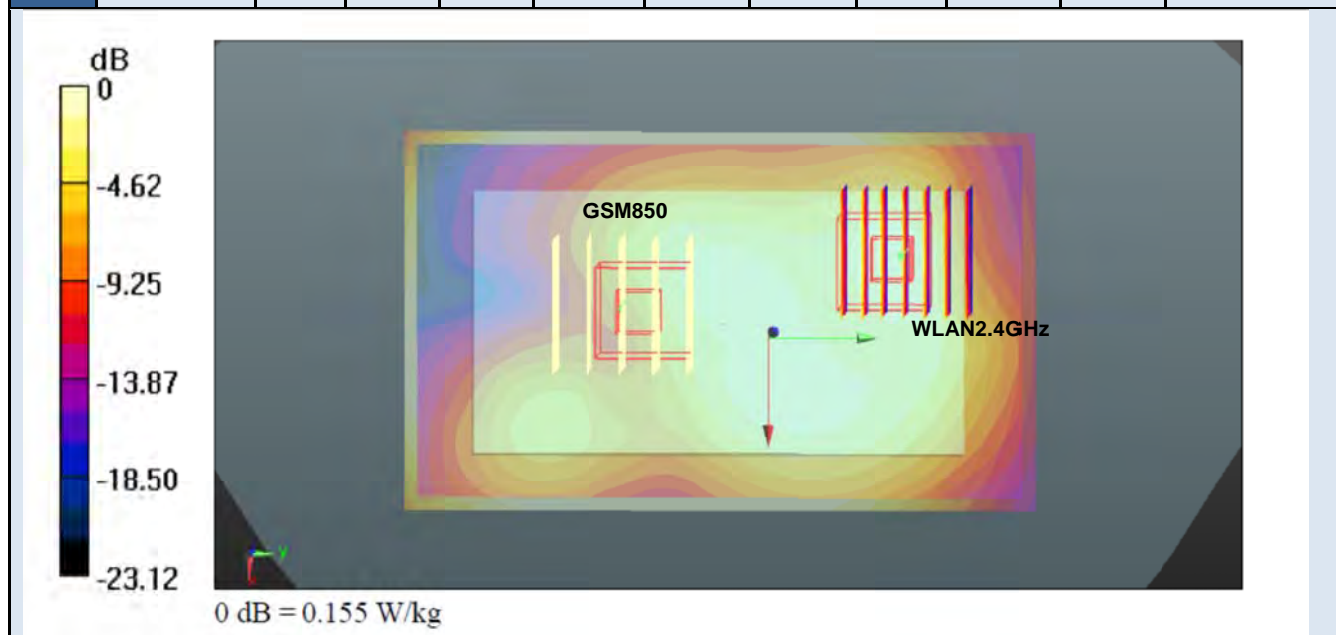 dB
0
-4.62
-9.25
-13.87
-18.50
-23.12
GSM850
WLAN2.4GHz
y
0 dB = 0.155 W/kg